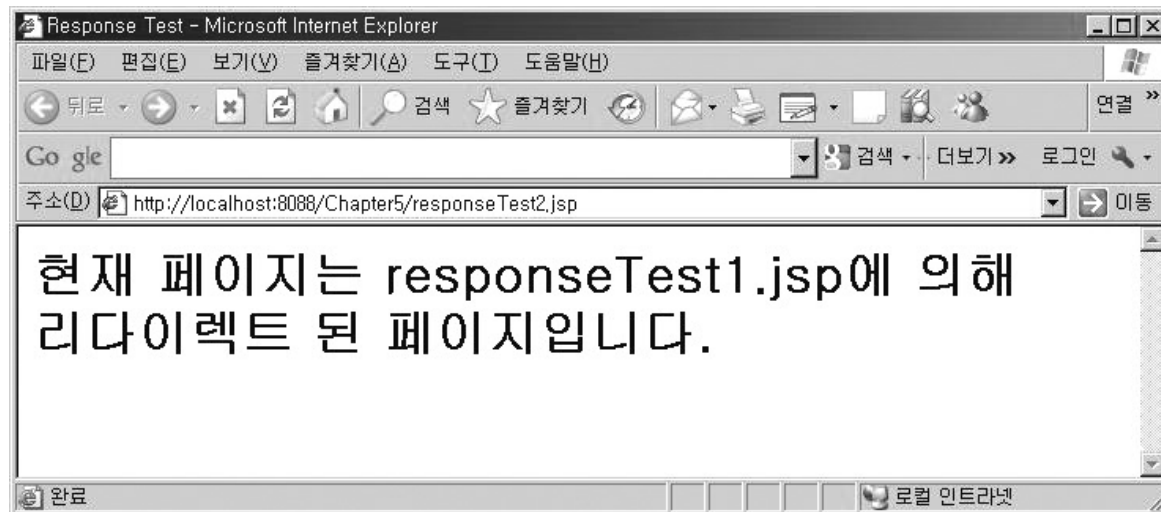 Response Test - Microsoft Internet Explorer
파일(F) 편집(E) 보기(V) 즐겨찾기(A) 도구(T) 도움말(H)
뒤로 검색 즐겨찾기 연결 »
Go gle 검색 더보기 » 로그인
주소(D) http://localhost:8088/Chapter5/responseTest2.jsp 이동
현재 페이지는 responseTest1.jsp에 의해
리다이렉트 된 페이지입니다.
완료 로컬 인트라넷